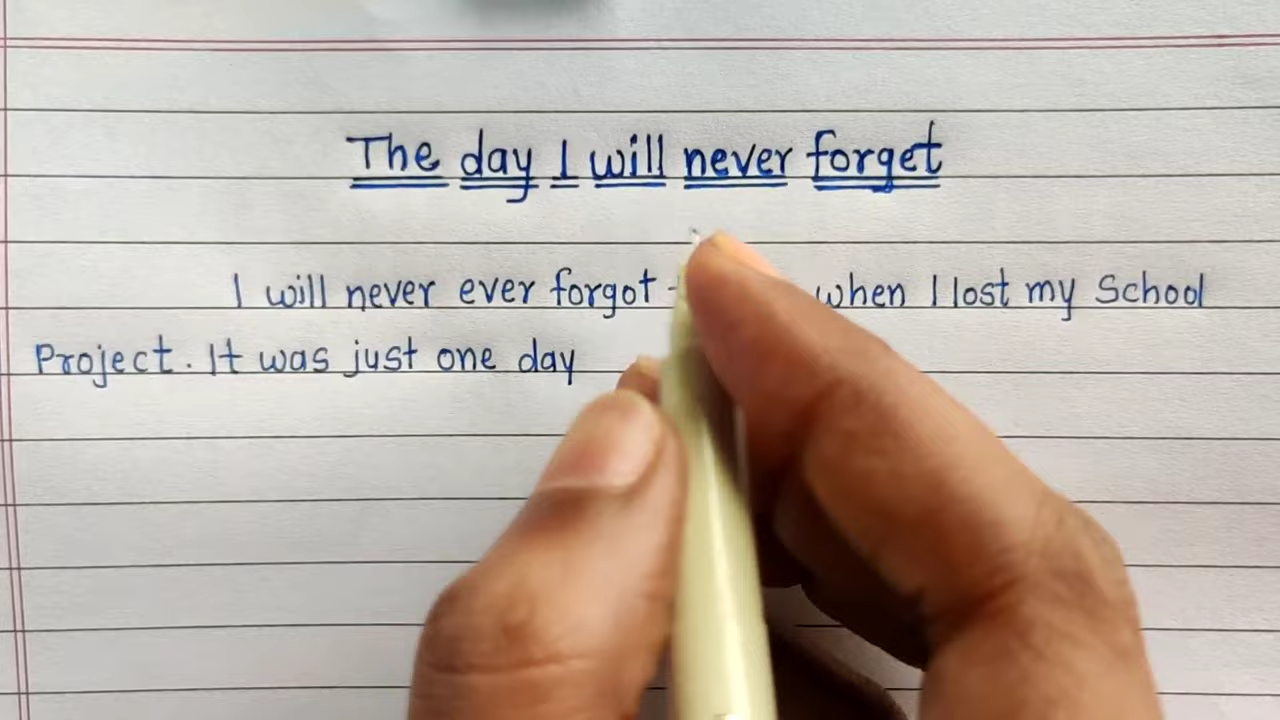 The day I will never forget
I will never ever forgot when I lost my School
Project. It was just one day